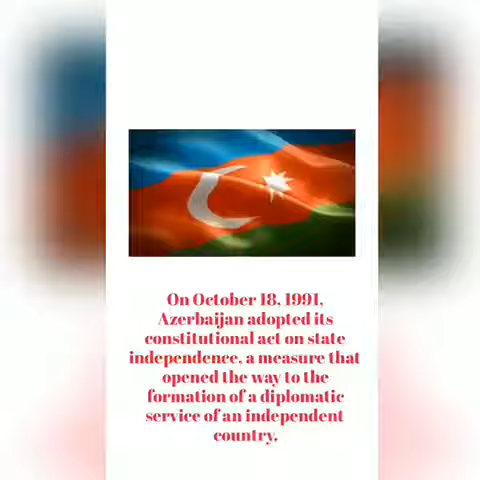 On October 18, 1991,
Azerbaijan adopted its
constitutional act on state
independence, a measure that
opened the way to the
formation of a diplomatic
service of an independent
country.